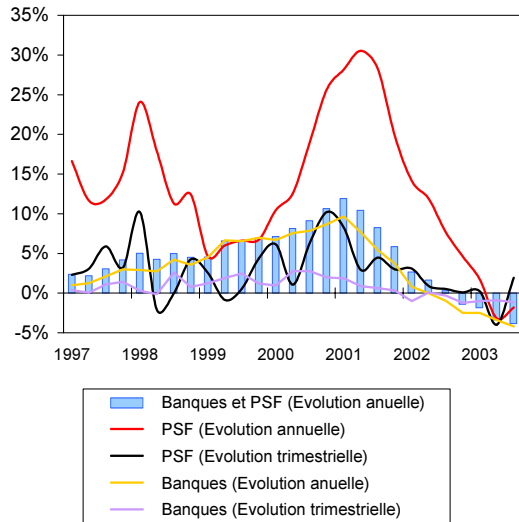 35%
30%
25%
20%
15%
10%
5%
0%
-5%
1997 1998 1999 2000 2001 2002 2003
Banques et PSF (Evolution anuelle)
PSF (Evolution annuelle)
PSF (Evolution trimestrielle)
Banques (Evolution anuelle)
Banques (Evolution trimestrielle)